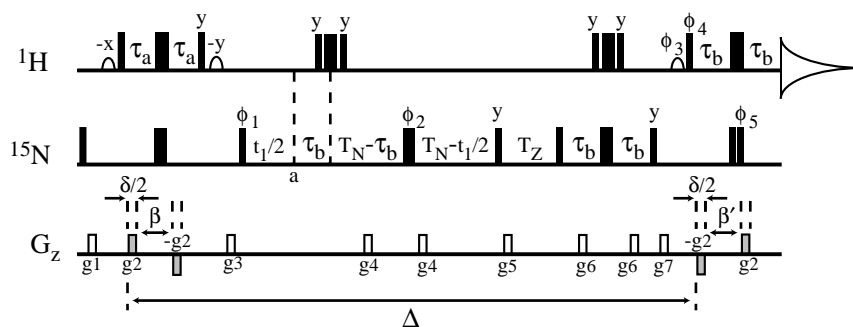 y y y y y ϕ4
¹H -x τa τa -y ϕ3 τb τb
ϕ1 ϕ2 y y ϕ5
¹⁵N t1/2 τb TN-τb TN-t1/2 TZ τb τb
a
δ/2 δ/2
β β′
-g2 -g2
Gz
g1 g2 g3 g4 g4 g5 g6 g6 g7 g2
Δ